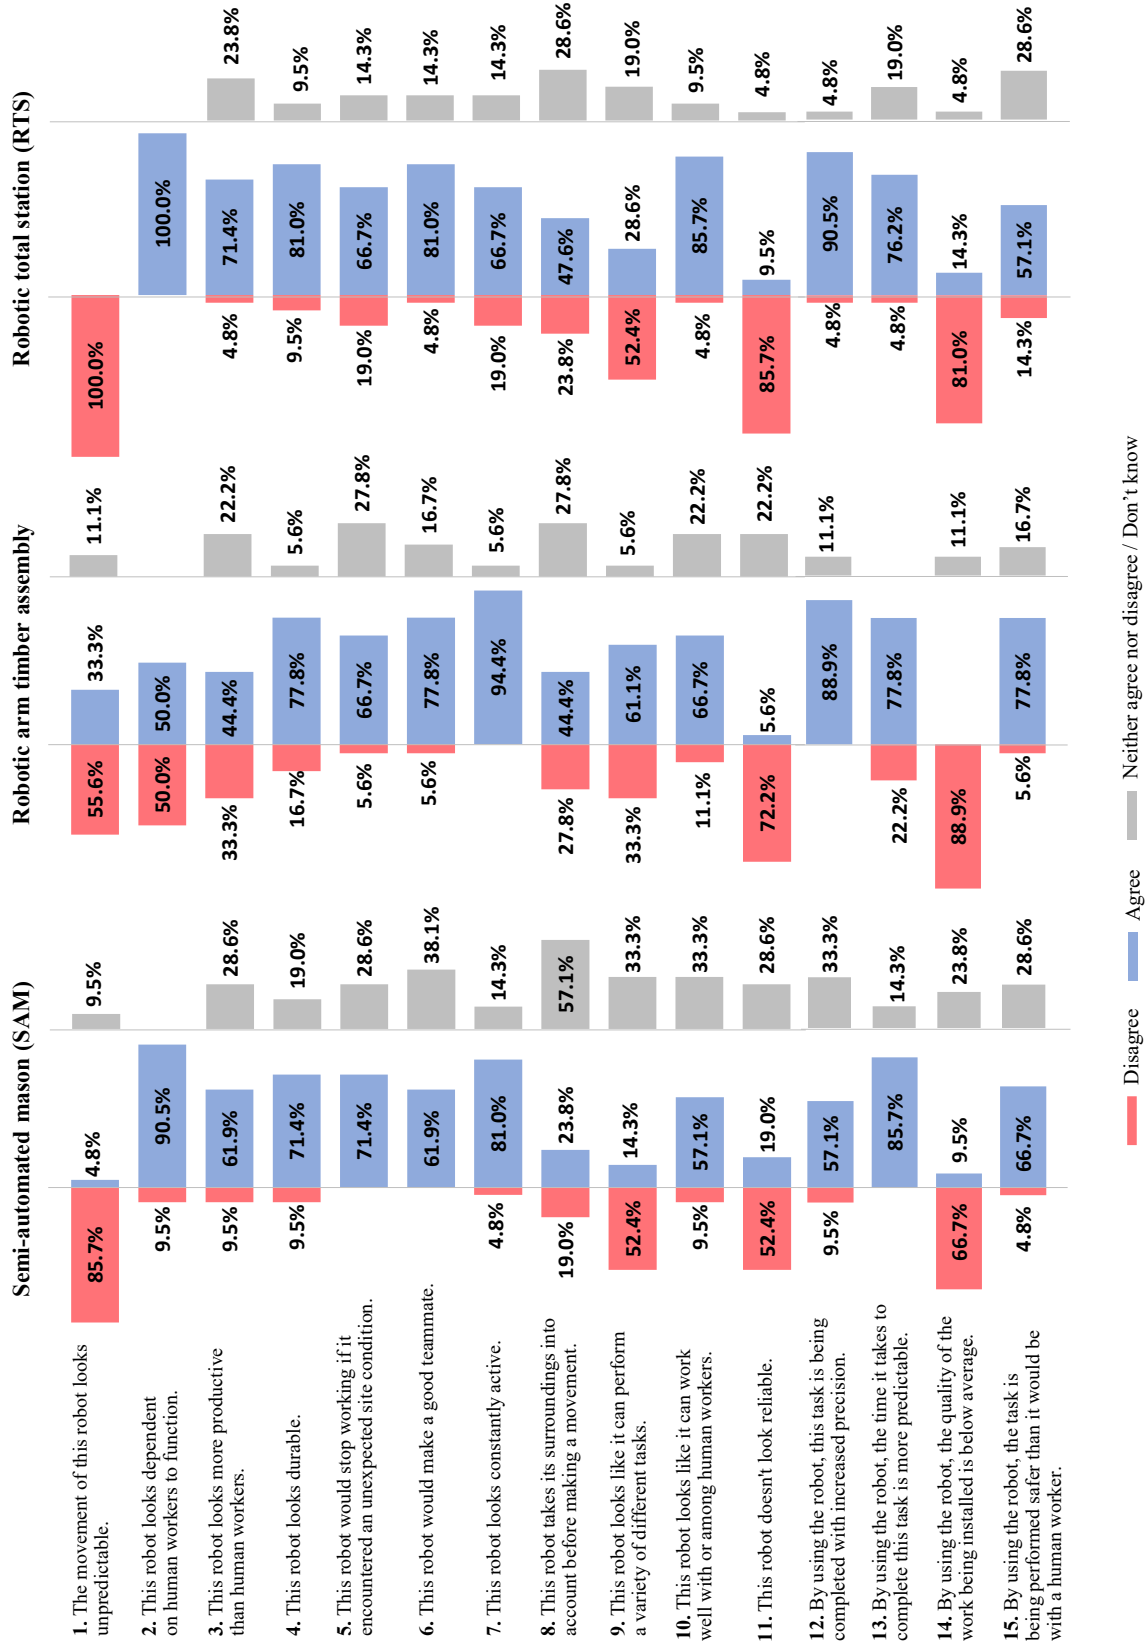 Semi-automated mason (SAM) Robotic arm timber assembly Robotic total station (RTS)
1. The movement of this robot looks
unpredictable.
85.7% 4.8% 9.5% 55.6% 33.3% 11.1% 100.0%
2. This robot looks dependent
on human workers to function.
9.5% 90.5% 50.0% 50.0% 100.0%
3. This robot looks more productive
than human workers.
9.5% 61.9% 28.6% 33.3% 44.4% 22.2% 4.8% 71.4% 23.8%
4. This robot looks durable.
9.5% 71.4% 19.0% 16.7% 77.8% 5.6% 9.5% 81.0% 9.5%
5. This robot would stop working if it
encountered an unexpected site condition.
71.4% 28.6% 5.6% 66.7% 27.8% 19.0% 66.7% 14.3%
6. This robot would make a good teammate.
61.9% 38.1% 5.6% 77.8% 16.7% 4.8% 81.0% 14.3%
7. This robot looks constantly active.
4.8% 81.0% 14.3% 94.4% 5.6% 19.0% 66.7% 14.3%
8. This robot takes its surroundings into
account before making a movement.
19.0% 23.8% 57.1% 27.8% 44.4% 27.8% 23.8% 47.6% 28.6%
9. This robot looks like it can perform
a variety of different tasks.
52.4% 14.3% 33.3% 33.3% 61.1% 5.6% 52.4% 28.6% 19.0%
10. This robot looks like it can work
well with or among human workers.
9.5% 57.1% 33.3% 11.1% 66.7% 22.2% 4.8% 85.7% 9.5%
11. This robot doesn't look reliable.
52.4% 19.0% 28.6% 72.2% 5.6% 22.2% 85.7% 9.5% 4.8%
12. By using the robot, this task is being
completed with increased precision.
9.5% 57.1% 33.3% 88.9% 11.1% 4.8% 90.5% 4.8%
13. By using the robot, the time it takes to
complete this task is more predictable.
85.7% 14.3% 22.2% 77.8% 4.8% 76.2% 19.0%
14. By using the robot, the quality of the
work being installed is below average.
66.7% 9.5% 23.8% 88.9% 11.1% 81.0% 14.3% 4.8%
15. By using the robot, the task is
being performed safer than it would be
with a human worker.
4.8% 66.7% 28.6% 5.6% 77.8% 16.7% 14.3% 57.1% 28.6%
Disagree Agree Neither agree nor disagree / Don't know